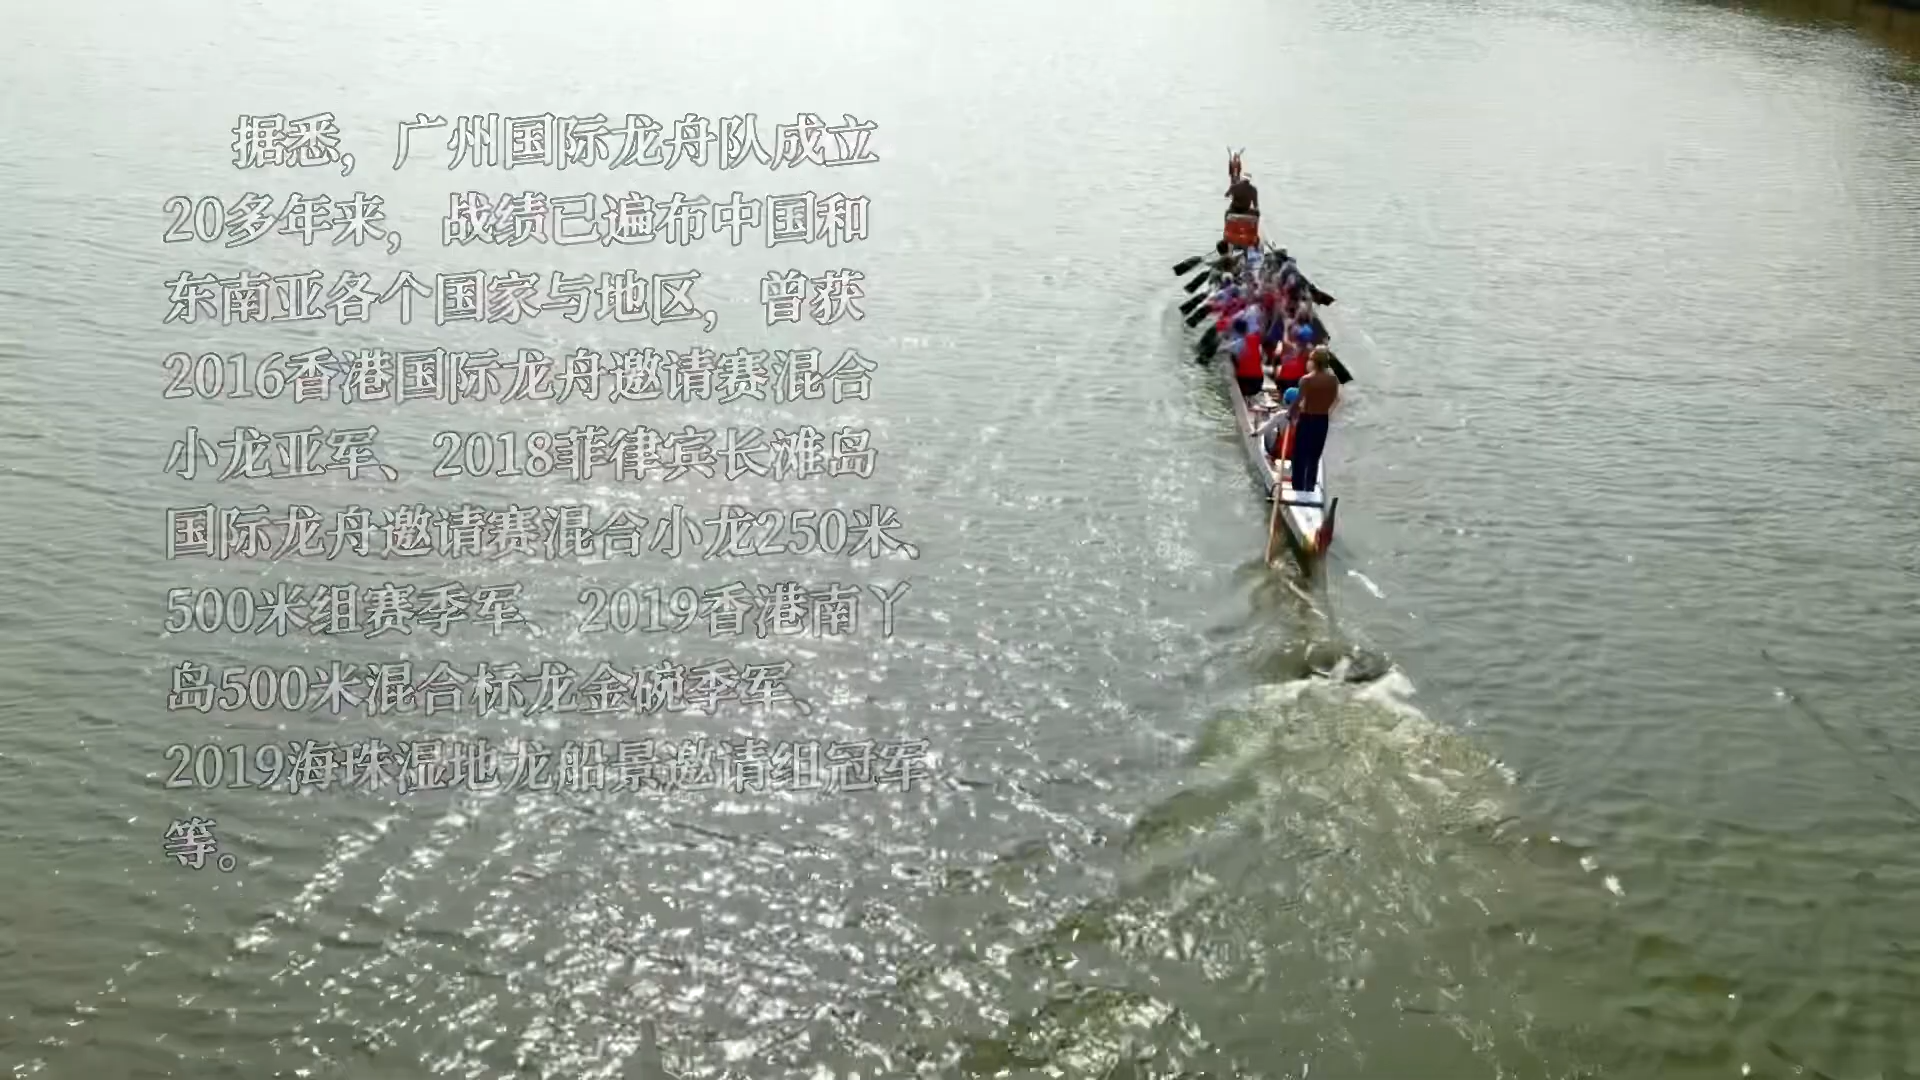 据悉，广州国际龙舟队成立
20多年来，战绩已遍布中国和
东南亚各个国家与地区，曾获
2016香港国际龙舟邀请赛混合
小龙亚军、2018菲律宾长滩岛
国际龙舟邀请赛混合小龙250米、
500米组赛季军、2019香港南丫
岛500米混合标龙金碗季军、
2019海珠湿地龙船景邀请组冠军
等。